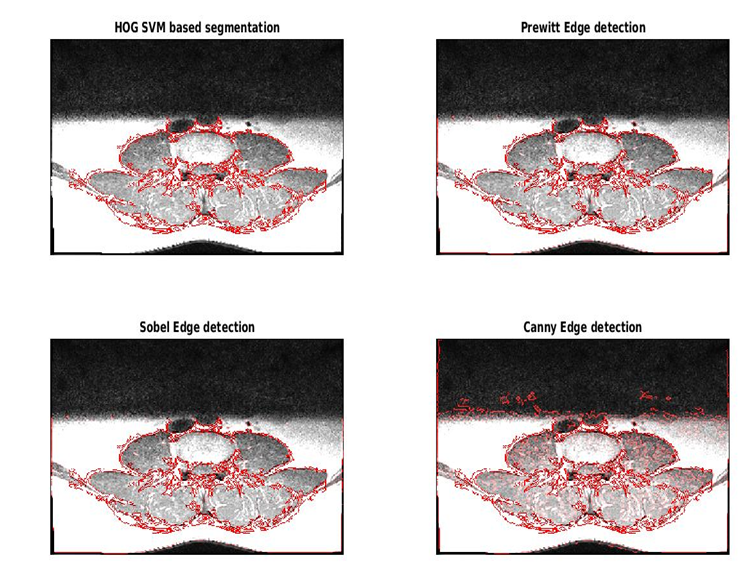 HOG SVM based segmentation
Prewitt Edge detection
Sobel Edge detection
Canny Edge detection